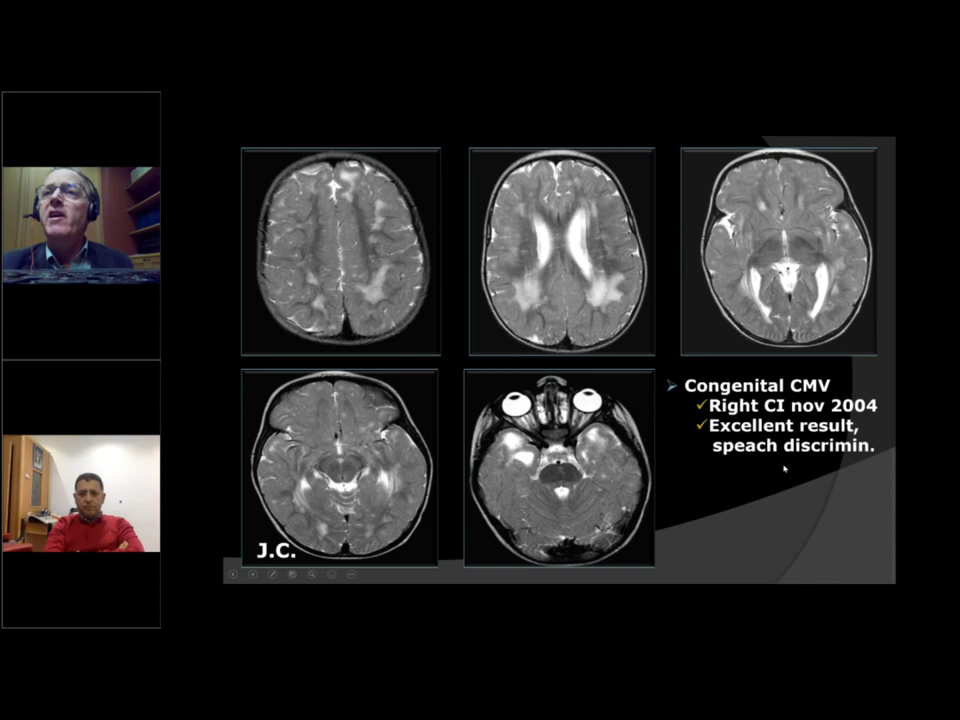 Congenital CMV
Right CI nov 2004
Excellent result,
speach discrimin.
J.C.